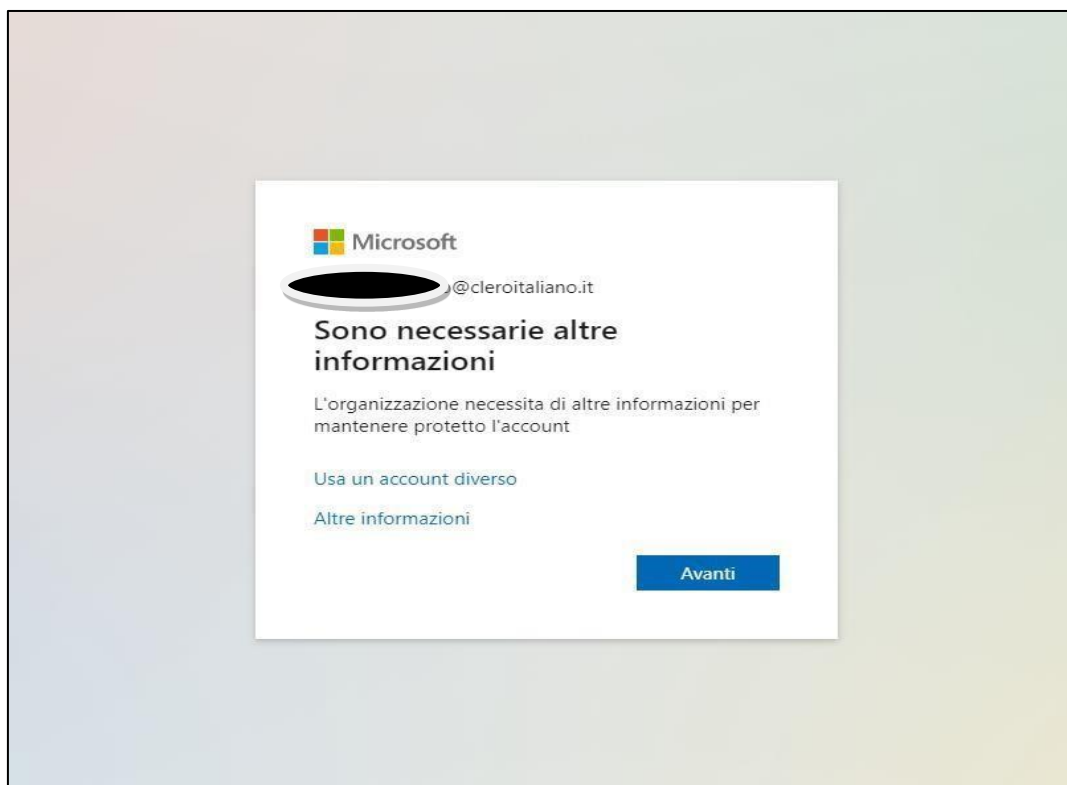 Microsoft
@cleroitaliano.it
Sono necessarie altre
informazioni
L'organizzazione necessita di altre informazioni per
mantenere protetto l'account
Usa un account diverso
Altre informazioni
Avanti